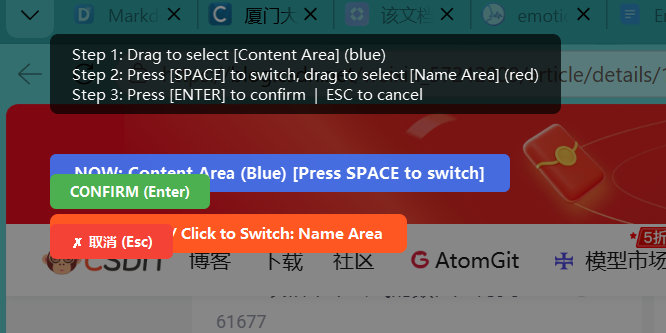 Markd
厦门大
该文档
emotic
Er
Step 1: Drag to select [Content Area] (blue)
Step 2: Press [SPACE] to switch, drag to select [Name Area] (red)
Step 3: Press [ENTER] to confirm | ESC to cancel
/article/details/1
NOW: Content Area (Blue) [Press SPACE to switch]
CONFIRM (Enter)
/ Click to Switch: Name Area
✗ 取消 (Esc)
5折
CSDN 博客 下载 社区 AtomGit 模型市场
61677